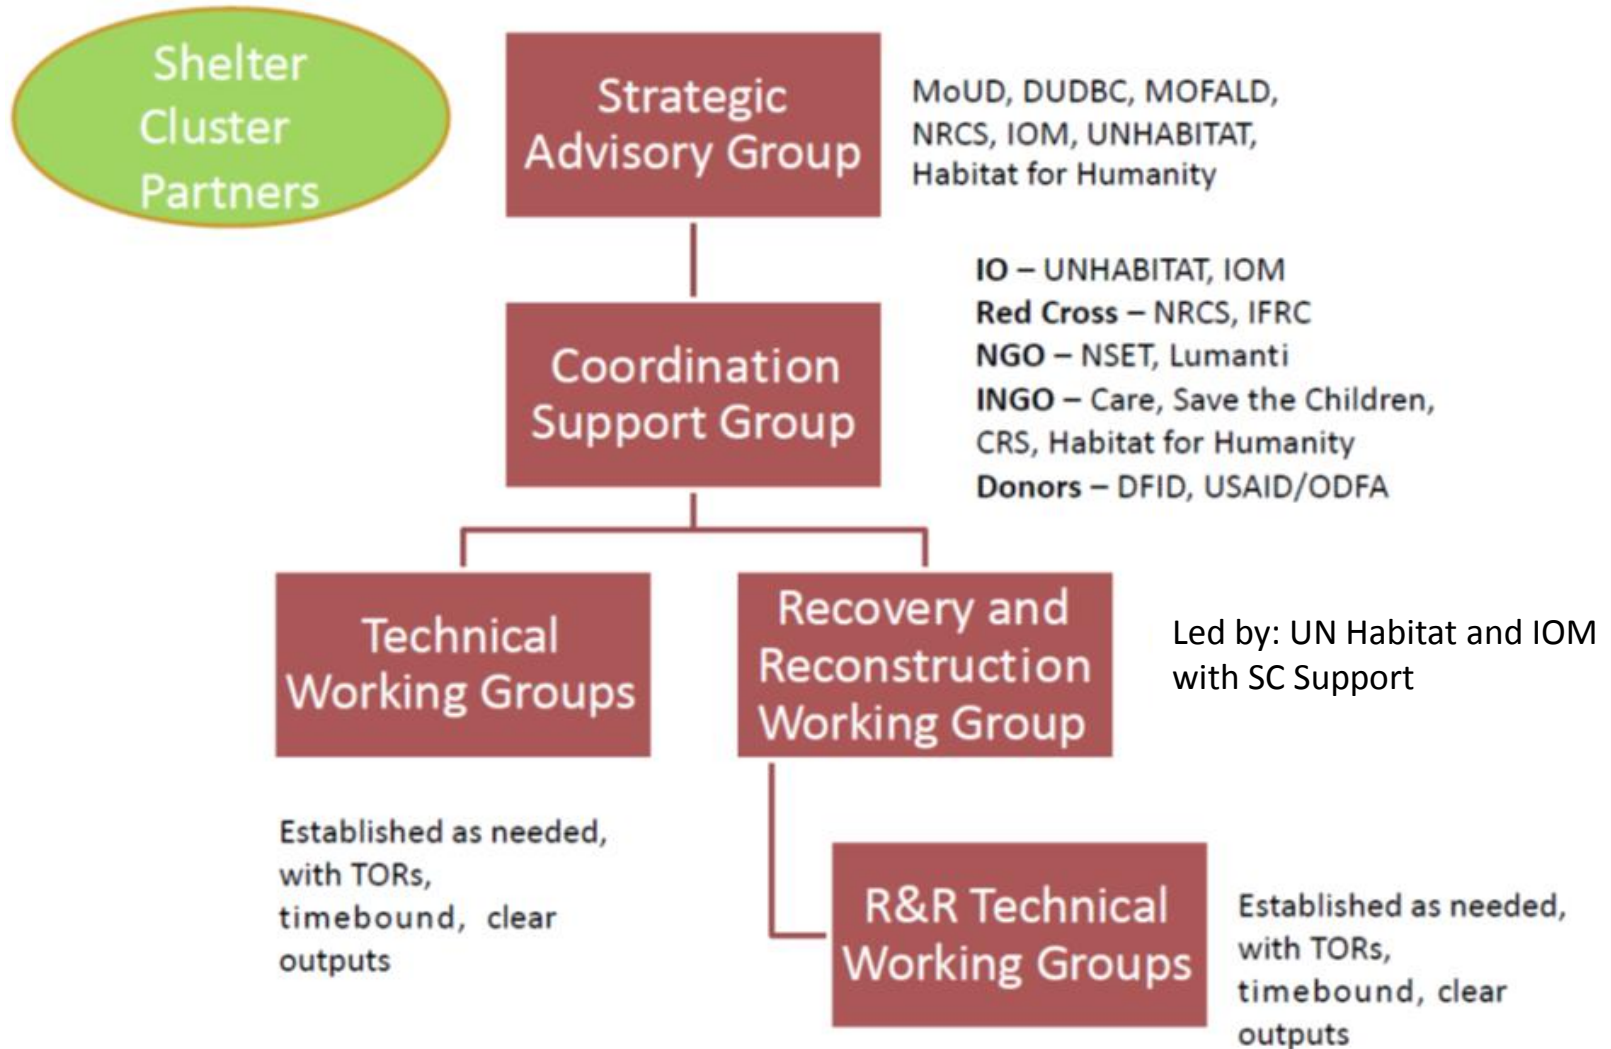 Shelter
Cluster
Partners
Strategic
Advisory Group
MoUD, DUDBC, MOFALD,
NRCS, IOM, UNHABITAT,
Habitat for Humanity
Coordination
Support Group
IO – UNHABITAT, IOM
Red Cross – NRCS, IFRC
NGO – NSET, Lumanti
INGO – Care, Save the Children,
CRS, Habitat for Humanity
Donors – DFID, USAID/ODFA
Technical
Working Groups
Recovery and
Reconstruction
Working Group
Led by: UN Habitat and IOM
with SC Support
Established as needed,
with TORs,
timebound, clear
outputs
R&R Technical
Working Groups
Established as needed,
with TORs,
timebound, clear
outputs